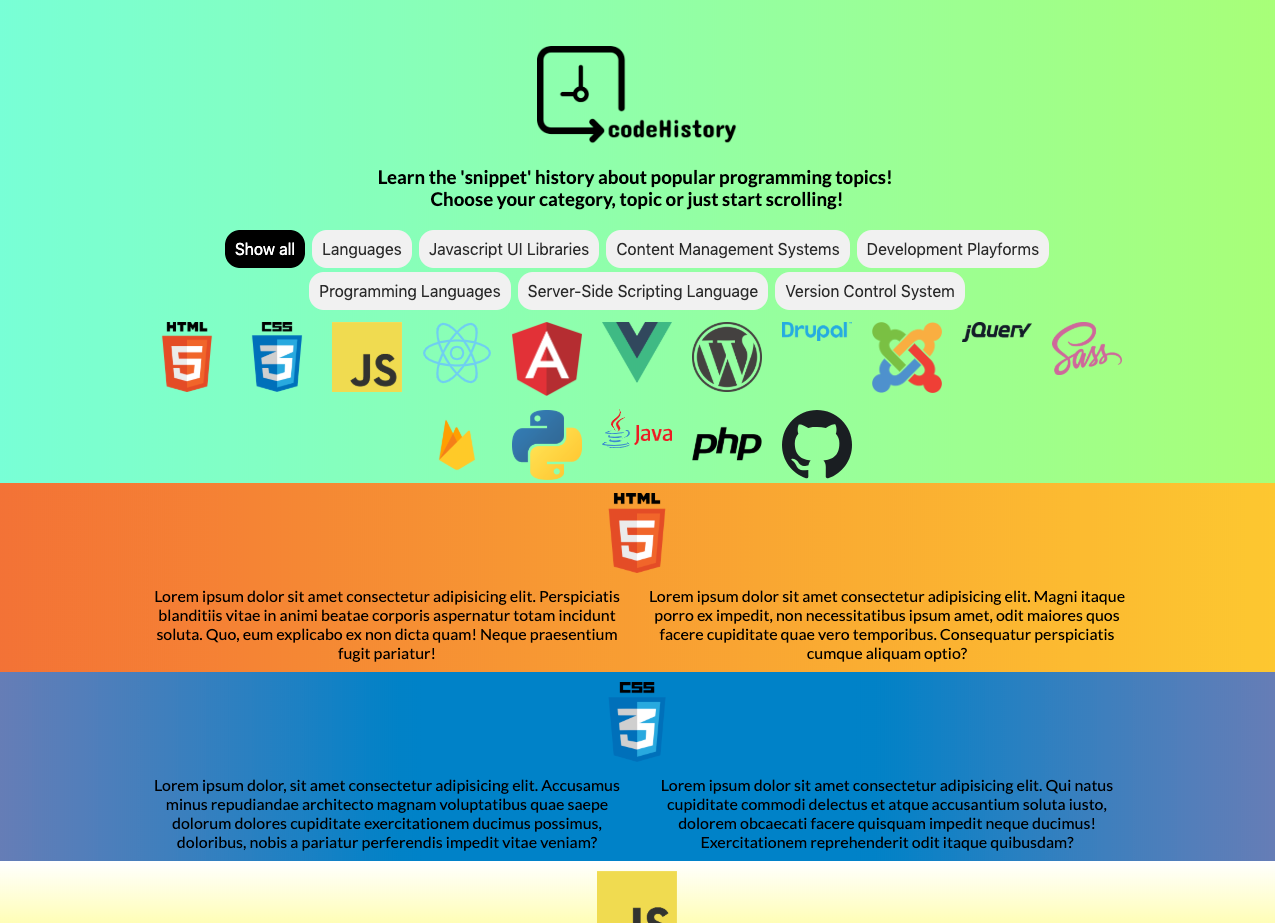 codeHistory
Learn the 'snippet' history about popular programming topics!
Choose your category, topic or just start scrolling!
Show all
Languages
Javascript UI Libraries
Content Management Systems
Development Playforms
Programming Languages
Server-Side Scripting Language
Version Control System
HTML
5
CSS
3
JS
A
W
Drupal
jQuery
Sass
Java
php
HTML
5
Lorem ipsum dolor sit amet consectetur adipisicing elit. Perspiciatis
blanditiis vitae in animi beatae corporis aspernatur totam incidunt
soluta. Quo, eum explicabo ex non dicta quam! Neque praesentium
fugit pariatur!
Lorem ipsum dolor sit amet consectetur adipisicing elit. Magni itaque
porro ex impedit, non necessitatibus ipsum amet, odit maiores quos
facere cupiditate quae vero temporibus. Consequatur perspiciatis
cumque aliquam optio?
CSS
3
Lorem ipsum dolor, sit amet consectetur adipisicing elit. Accusamus
minus repudiandae architecto magnam voluptatibus quae saepe
dolorum dolores cupiditate exercitationem ducimus possimus,
doloribus, nobis a pariatur perferendis impedit vitae veniam?
Lorem ipsum dolor sit amet consectetur adipisicing elit. Qui natus
cupiditate commodi delectus et atque accusantium soluta iusto,
dolorem obcaecati facere quisquam impedit neque ducimus!
Exercitationem reprehenderit odit itaque quibusdam?
JS